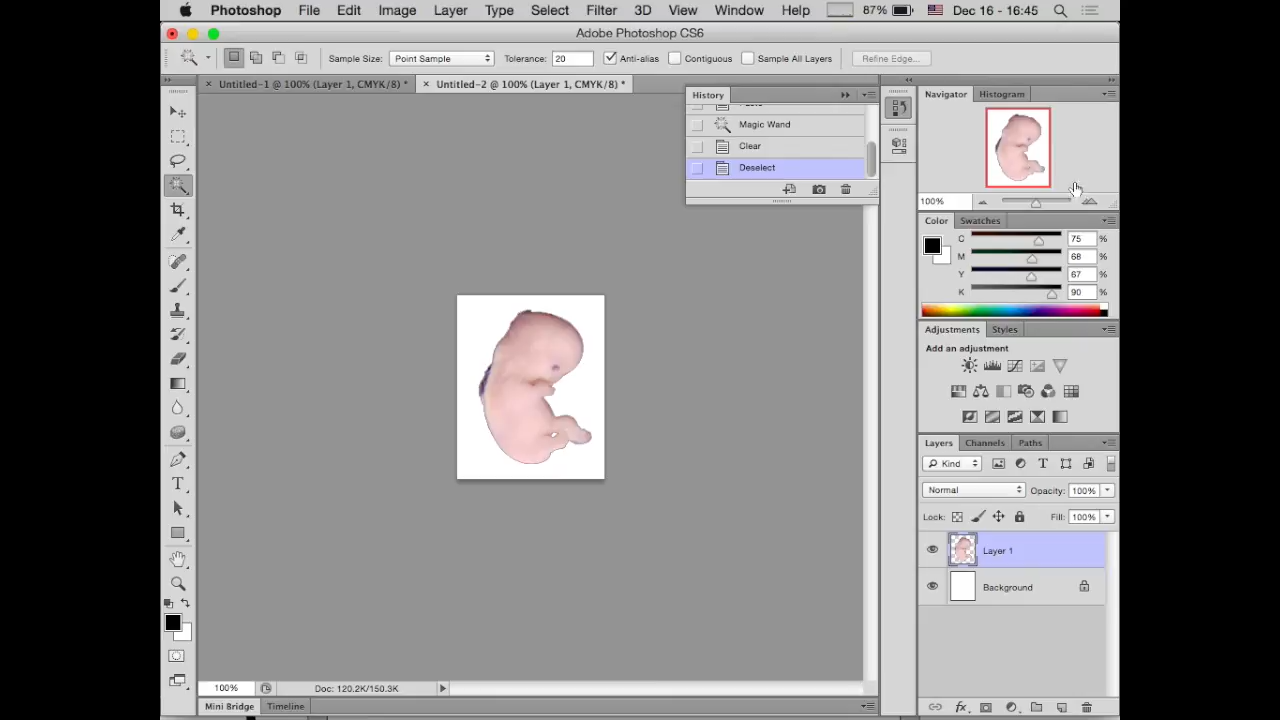 Photoshop File Edit Image Layer Type Select Filter 3D View Window Help 87% Dec 16 - 16:45
Adobe Photoshop CS6
Sample Size: Point Sample Tolerance: 20 Anti-alias Contiguous Sample All Layers Refine Edge...
× Untitled-1 @ 100% (Layer 1, CMYK/8) * × Untitled-2 @ 100% (Layer 1, CMYK/8) *
History
Magic Wand
Clear
Deselect
Navigator Histogram
100%
Color Swatches
C 75 %
M 68 %
Y 67 %
K 90 %
Adjustments Styles
Add an adjustment
Layers Channels Paths
Kind T
Normal Opacity: 100%
Lock: Fill: 100%
Layer 1
Background
fx
100% Doc: 120.2K/150.3K
Mini Bridge Timeline